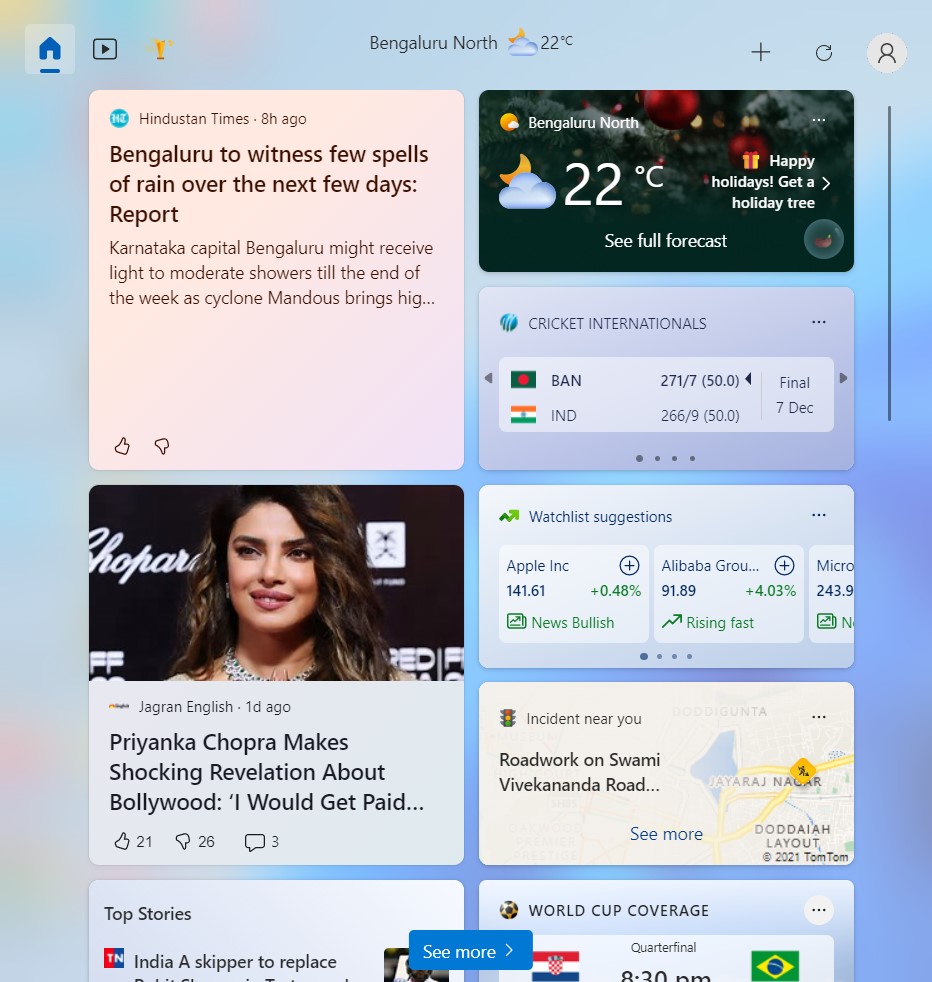 Bengaluru North 22°C
Hindustan Times · 8h ago
Bengaluru to witness few spells
of rain over the next few days:
Report
Karnataka capital Bengaluru might receive
light to moderate showers till the end of
the week as cyclone Mandous brings hig...
Bengaluru North
...
22 °C
Happy
holidays! Get a
holiday tree
See full forecast
CRICKET INTERNATIONALS
...
BAN 271/7 (50.0)
IND 266/9 (50.0)
Final
7 Dec
Chopard
Jagran English · 1d ago
Priyanka Chopra Makes
Shocking Revelation About
Bollywood: ‘I Would Get Paid...
21 26 3
Watchlist suggestions
...
Apple Inc
141.61 +0.48%
News Bullish
Alibaba Grou...
91.89 +4.03%
Rising fast
Micro
243.9
Incident near you
...
Roadwork on Swami
Vivekananda Road...
See more
DODDIGUNTA
JAYARAJ NAGAR
OAKWOOD
PREMIER
PRESTIGE
DODDAIAH
LAYOUT
© 2021 TomTom
Top Stories
TN
India A skipper to replace
See more
WORLD CUP COVERAGE
...
Quarterfinal
8:30 pm